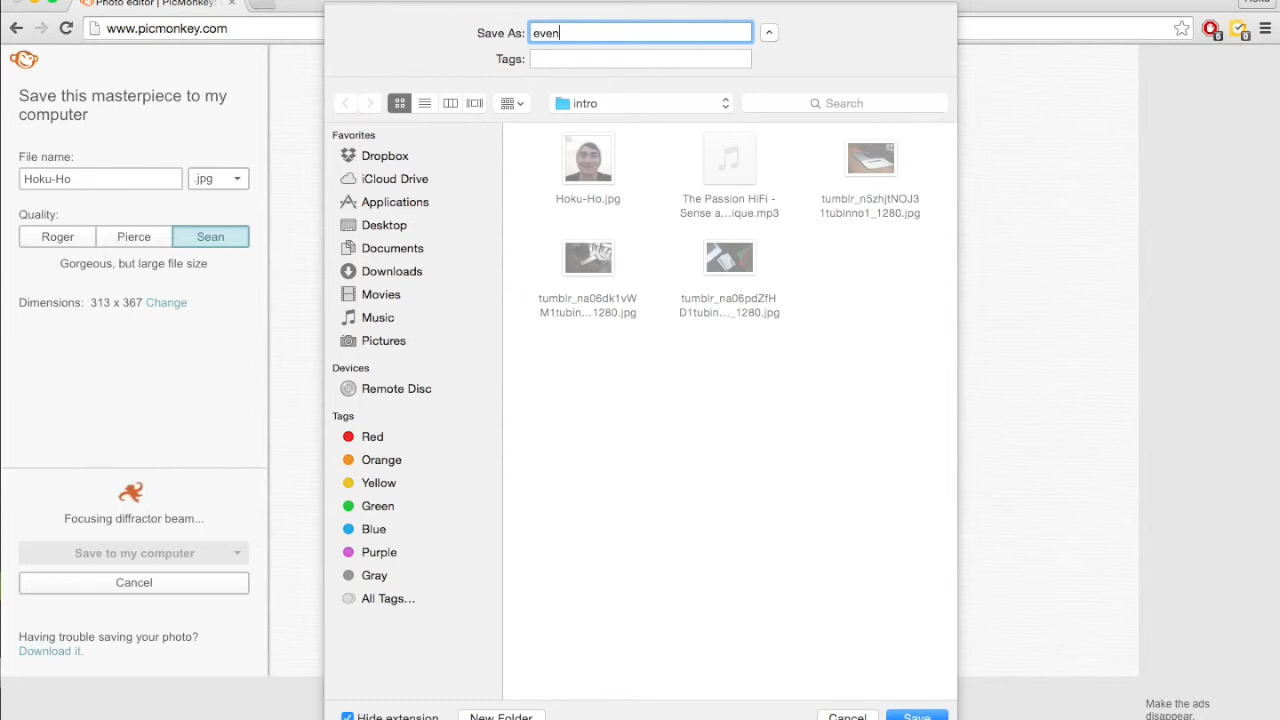 Photo editor | PicMonkey:
www.picmonkey.com
6
0
Save this masterpiece to my
computer
File name:
Hoku-Ho
.jpg
Quality:
Roger
Pierce
Sean
Gorgeous, but large file size
Dimensions: 313 x 367 Change
Focusing diffractor beam...
Save to my computer
Cancel
Having trouble saving your photo?
Download it.
Save As: even
Tags:
intro
Search
Favorites
Dropbox
iCloud Drive
Applications
Desktop
Documents
Downloads
Movies
Music
Pictures
Devices
Remote Disc
Tags
Red
Orange
Yellow
Green
Blue
Purple
Gray
All Tags...
Hoku-Ho.jpg
The Passion HiFi -
Sense a...ique.mp3
tumblr_n5zhjtNOJ3
1tubinno1_1280.jpg
tumblr_na06dk1vW
M1tubin...1280.jpg
tumblr_na06pdZfH
D1tubin..._1280.jpg
Hide extension
New Folder
Cancel
Save
Make the ads
disappear.